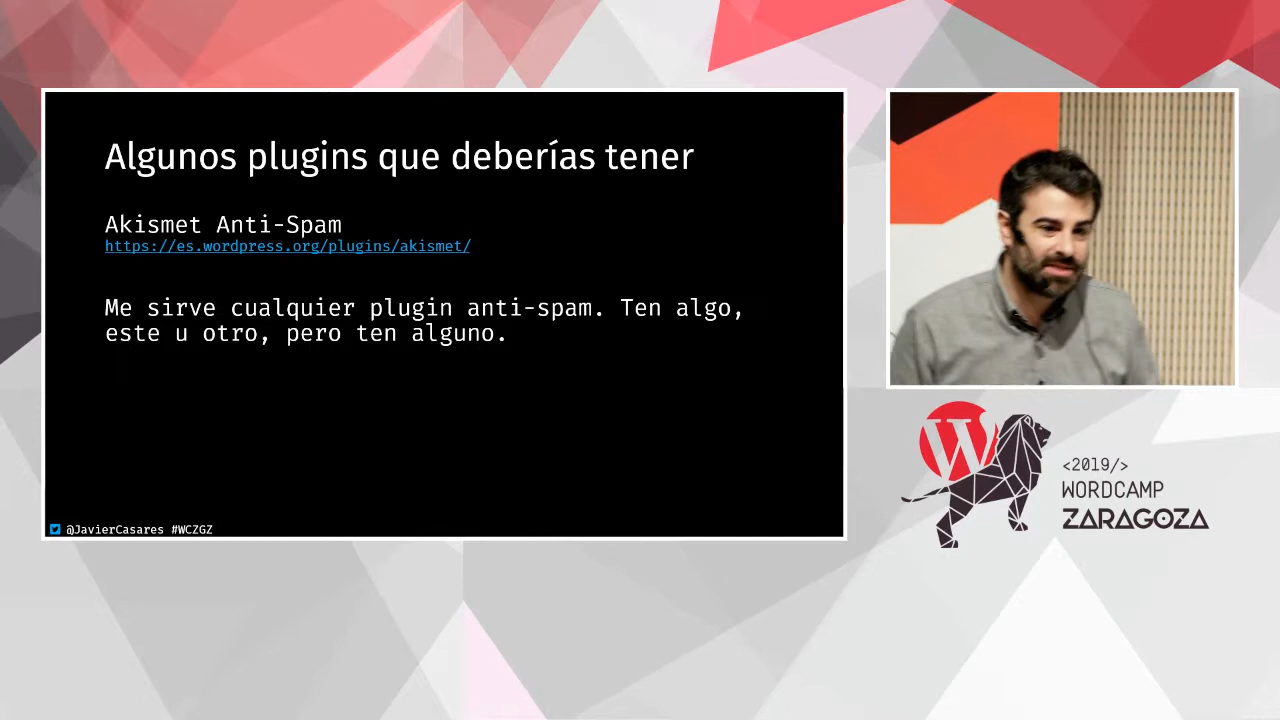 Algunos plugins que deberías tener
Akismet Anti-Spam
https://es.wordpress.org/plugins/akismet/
Me sirve cualquier plugin anti-spam. Ten algo,
este u otro, pero ten alguno.
@JavierCasares #WCZGZ
W
<2019/>
WORDCAMP
ZARAGOZA